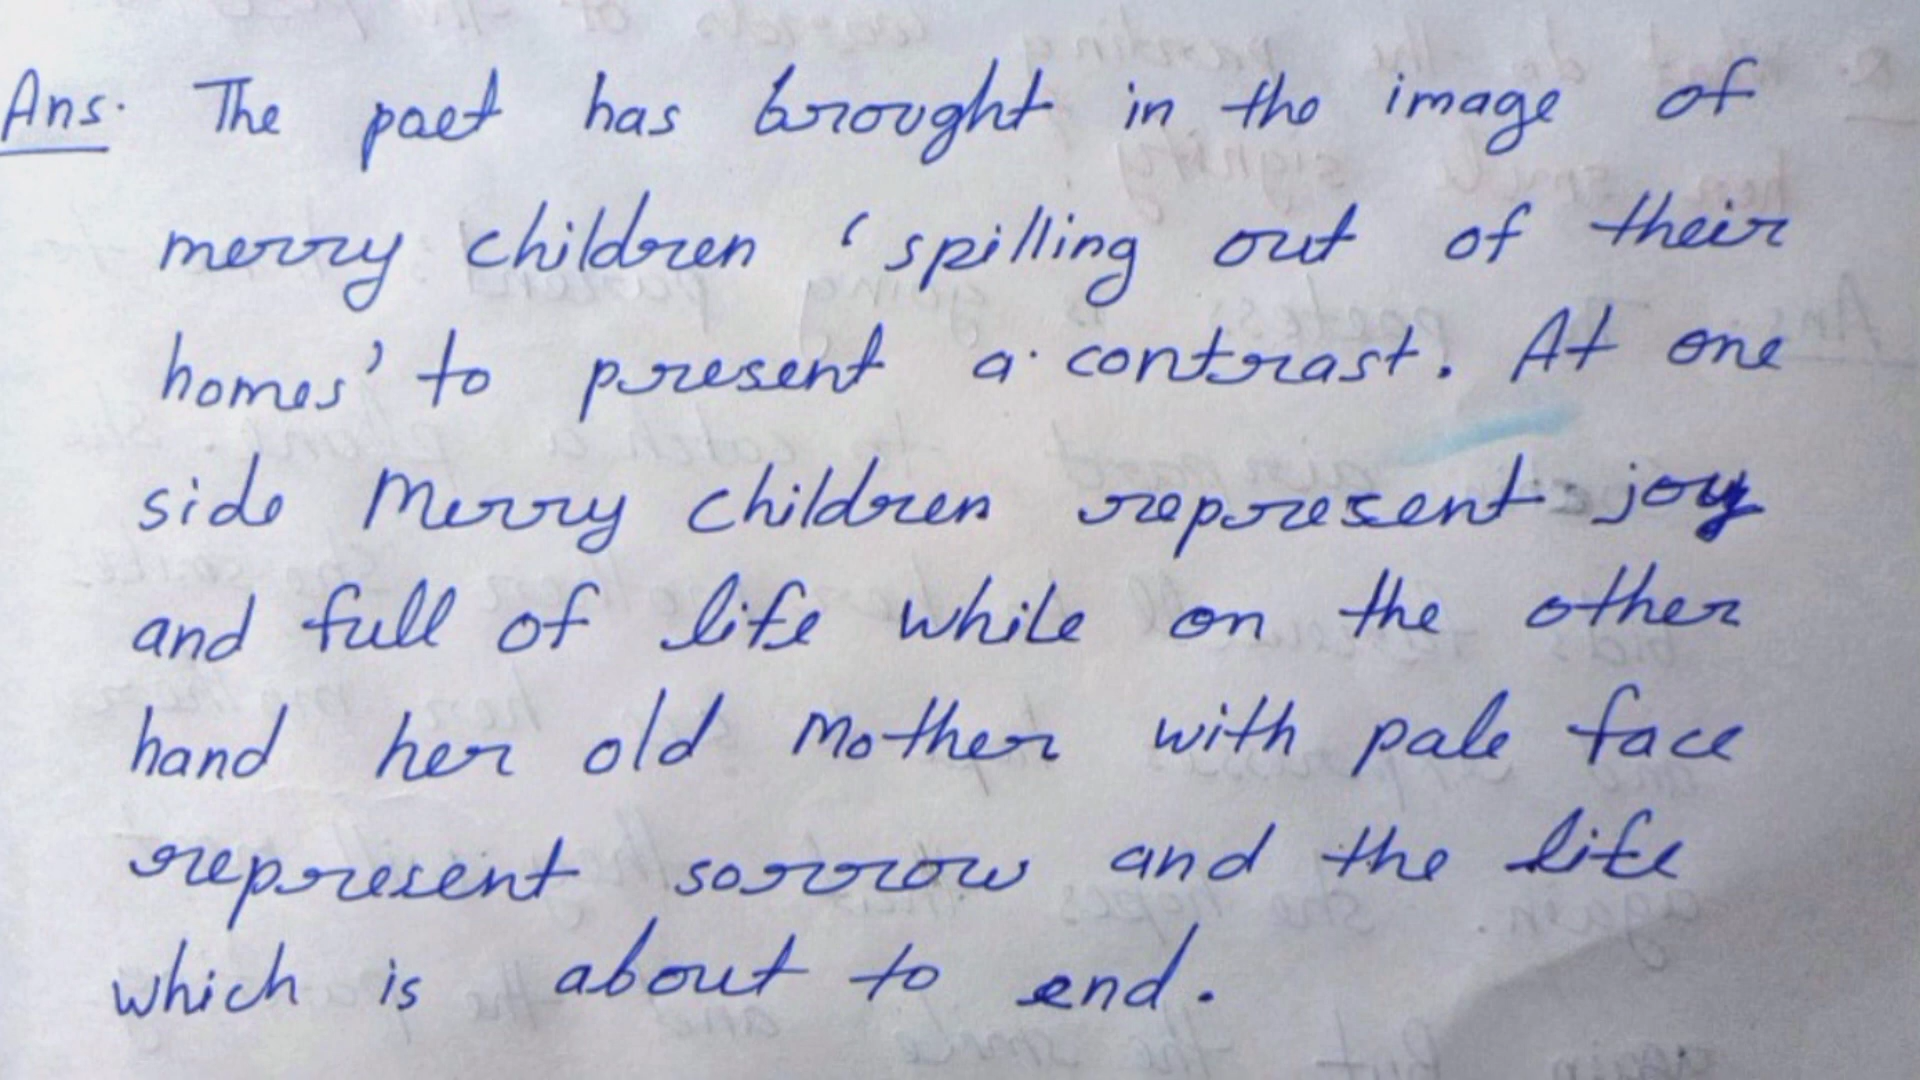 Ans. The poet has brought in the image of
merry children 'spilling out of their
homes' to present a contrast. At one
side Merry children represent joy
and full of life while on the other
hand her old Mother with pale face
represent sorrow and the life
which is about to end.